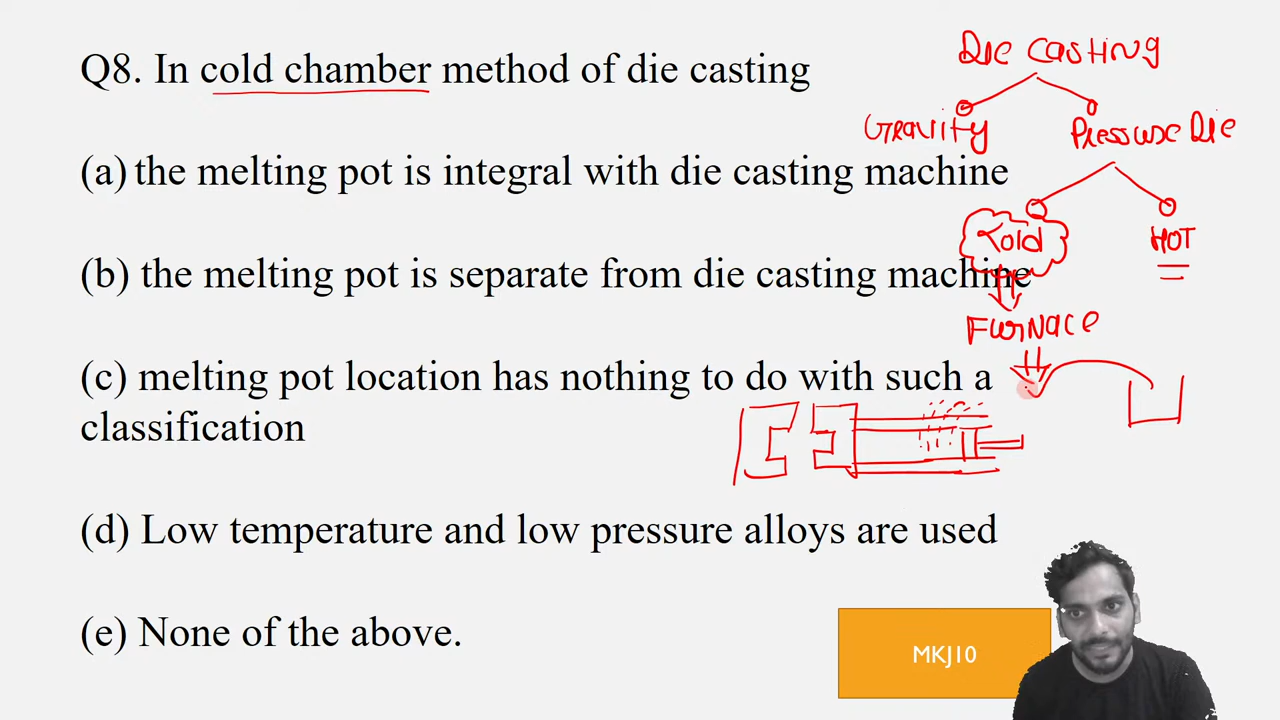 Q8. In cold chamber method of die casting
(a) the melting pot is integral with die casting machine
(b) the melting pot is separate from die casting machine
(c) melting pot location has nothing to do with such a
classification
(d) Low temperature and low pressure alloys are used
(e) None of the above.
Die casting
Gravity
Pressure Die
Cold
HOT
FurNace
MKJ10